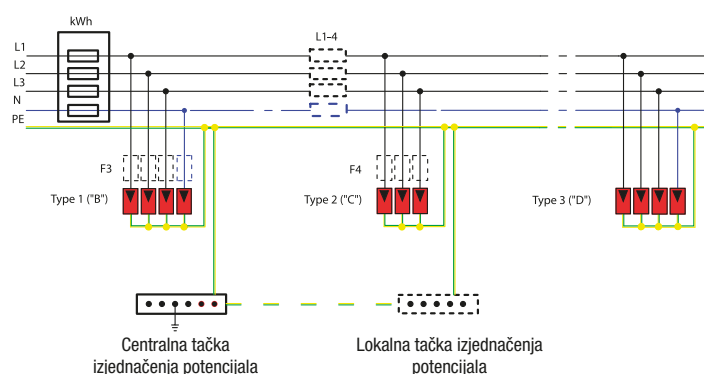 kWh
L1-4
L1
L2
L3
N
PE
F3
F4
Type 1 ("B")
Type 2 ("C")
Type 3 ("D")
Centralna tačka
izjednačenja potencijala
Lokalna tačka izjednačenja
potencijala